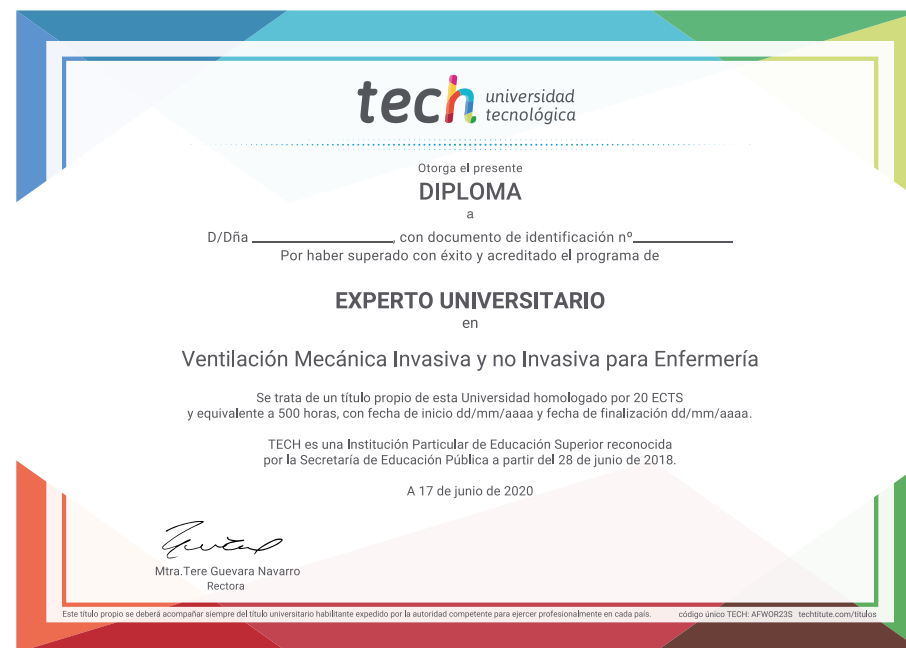 tech universidad
tecnológica
Otorga el presente
DIPLOMA
a
D/Dña ____________________, con documento de identificación nº______________
Por haber superado con éxito y acreditado el programa de
EXPERTO UNIVERSITARIO
en
Ventilación Mecánica Invasiva y no Invasiva para Enfermería
Se trata de un título propio de esta Universidad homologado por 20 ECTS
y equivalente a 500 horas, con fecha de inicio dd/mm/aaaa y fecha de finalización dd/mm/aaaa.
TECH es una Institución Particular de Educación Superior reconocida
por la Secretaría de Educación Pública a partir del 28 de junio de 2018.
A 17 de junio de 2020
Mtra.Tere Guevara Navarro
Rectora
Este título propio se deberá acompañar siempre del título universitario habilitante expedido por la autoridad competente para ejercer profesionalmente en cada país. código único TECH: AFWOR23S techtitute.com/titulos